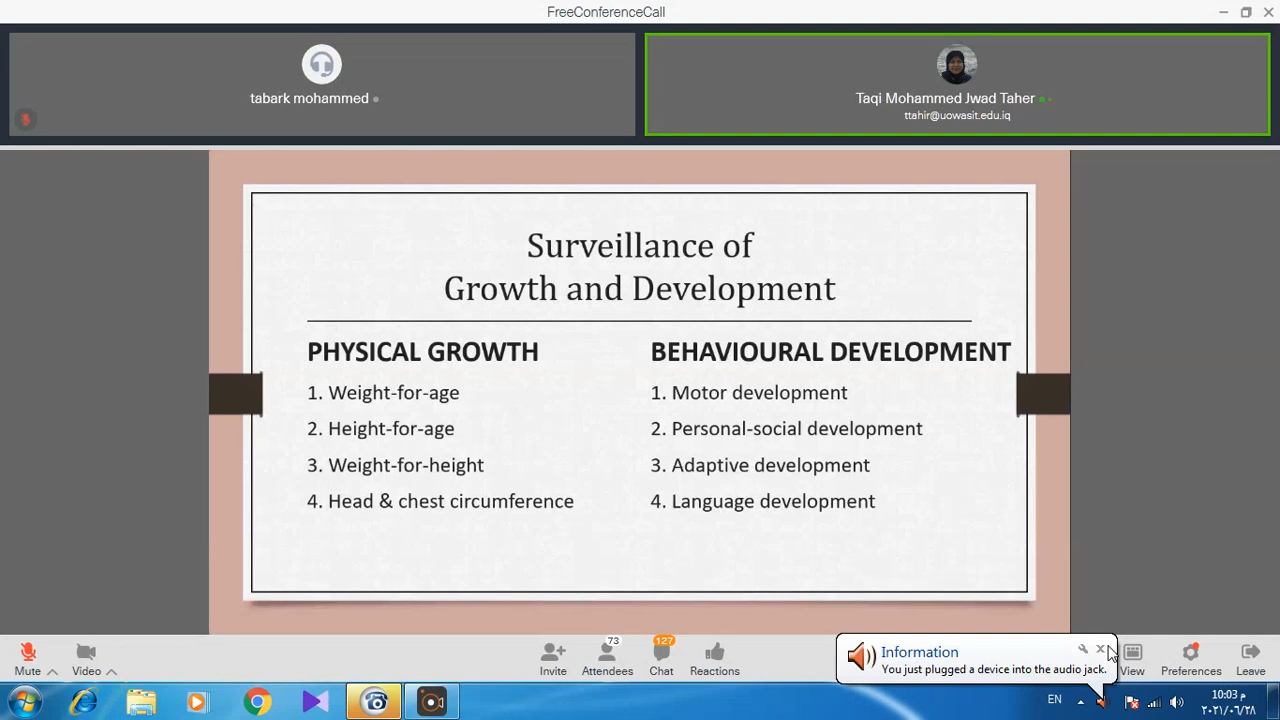 FreeConferenceCall
tabark mohammed
Taqi Mohammed Jwad Taher
ttahir@uowasit.edu.iq
Surveillance of
Growth and Development
PHYSICAL GROWTH
1. Weight-for-age
2. Height-for-age
3. Weight-for-height
4. Head & chest circumference
BEHAVIOURAL DEVELOPMENT
1. Motor development
2. Personal-social development
3. Adaptive development
4. Language development
Mute
Video
Invite
73
Attendees
127
Chat
Reactions
Information
You just plugged a device into the audio jack.
View
Preferences
Leave
EN
10:03 م
٢٠٢١/٠٦/٢٨